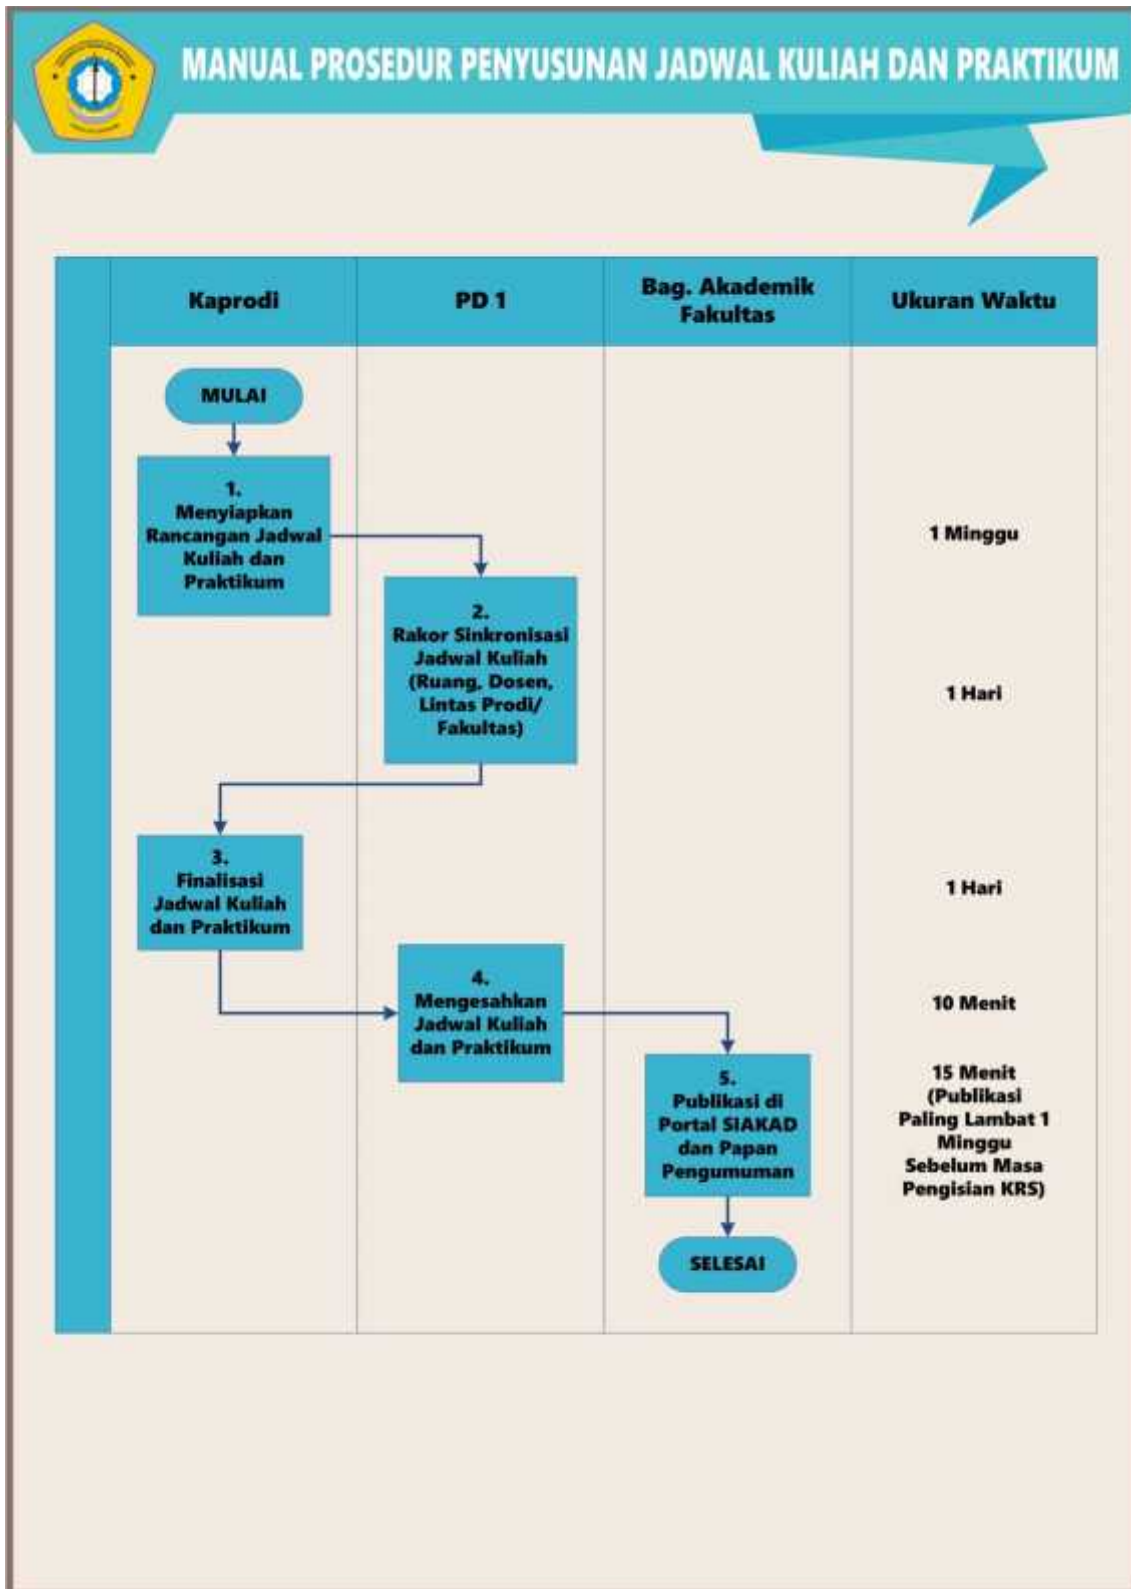 MANUAL PROSEDUR PENYUSUNAN JADWAL KULIAH DAN PRAKTIKUM
Kaprodi
PD 1
Bag. Akademik
Fakultas
Ukuran Waktu
MULAI
1.
Menyiapkan
Rancangan Jadwal
Kuliah dan
Praktikum
1 Minggu
2.
Rakor Sinkronisasi
Jadwal Kuliah
(Ruang, Dosen,
Lintas Prodi/
Fakultas)
1 Hari
3.
Finalisasi
Jadwal Kuliah
dan Praktikum
1 Hari
4.
Mengesahkan
Jadwal Kuliah
dan Praktikum
10 Menit
5.
Publikasi di
Portal SIAKAD
dan Papan
Pengumuman
15 Menit
(Publikasi
Paling Lambat 1
Minggu
Sebelum Masa
Pengisian KRS)
SELESAI